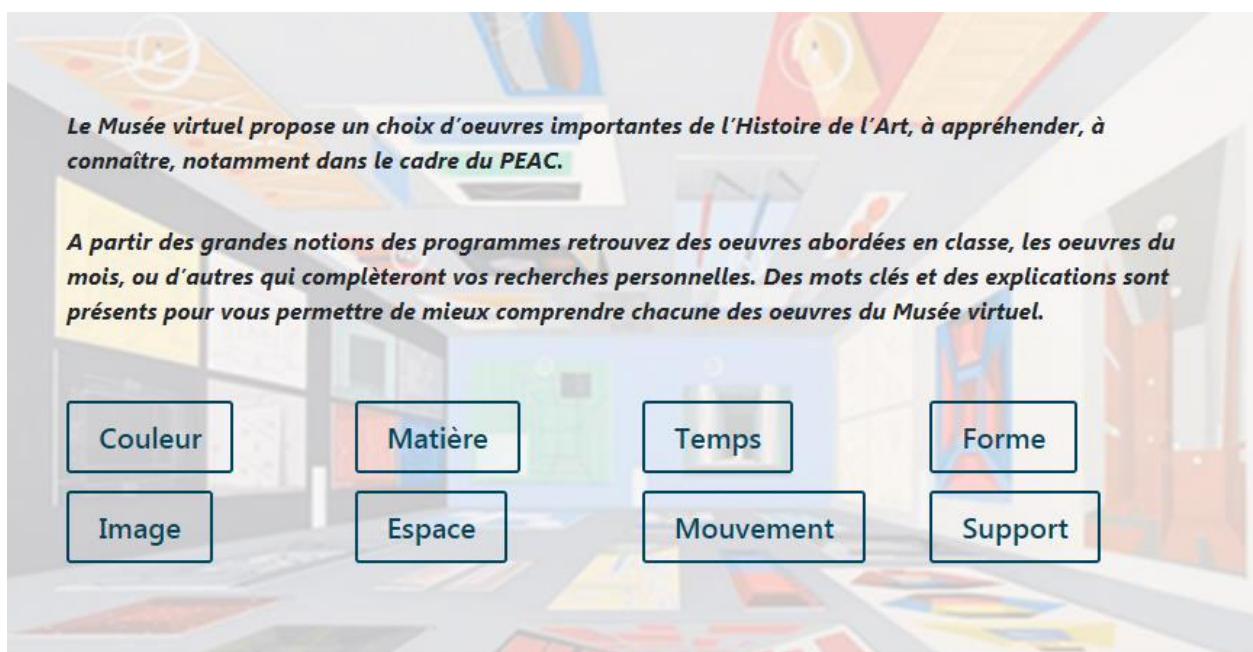 Le Musée virtuel propose un choix d'oeuvres importantes de l'Histoire de l'Art, à appréhender, à
connaître, notamment dans le cadre du PEAC.
A partir des grandes notions des programmes retrouvez des oeuvres abordées en classe, les oeuvres du
mois, ou d'autres qui complèteront vos recherches personnelles. Des mots clés et des explications sont
présents pour vous permettre de mieux comprendre chacune des oeuvres du Musée virtuel.
Couleur Matière Temps Forme
Image Espace Mouvement Support